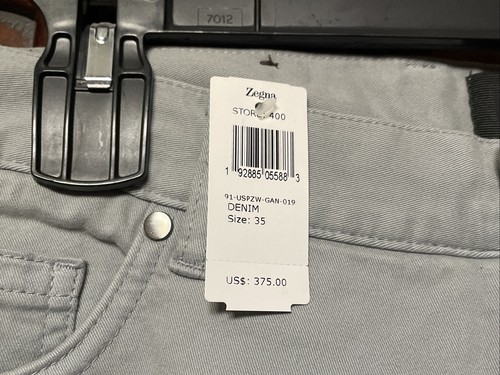 7012
Zegna
STORE: 400
1 92885 05588 3
91-USPZW-GAN-019
DENIM
Size: 35
US$: 375.00